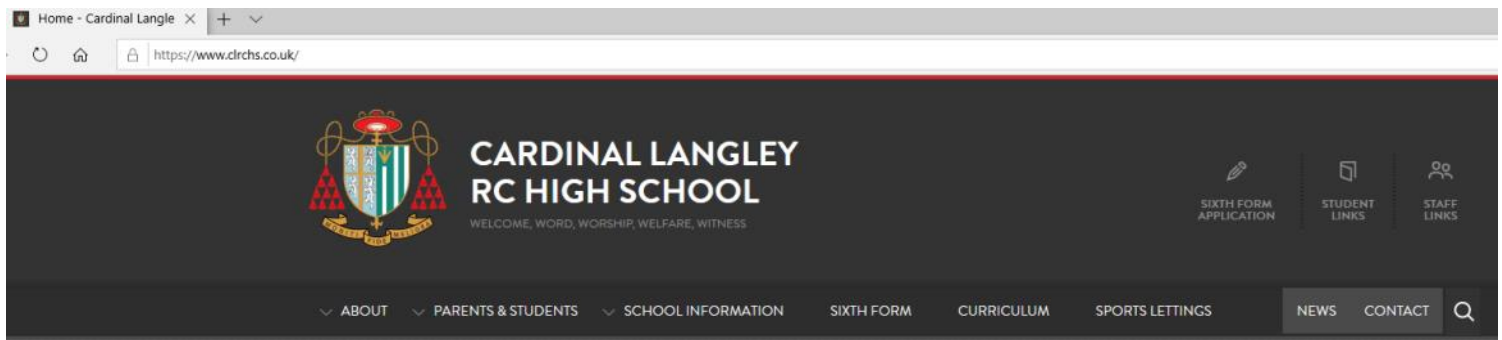 Home - Cardinal Langle
https://www.clrchs.co.uk/
CARDINAL LANGLEY
RC HIGH SCHOOL
WELCOME, WORD, WORSHIP, WELFARE, WITNESS
SIXTH FORM
APPLICATION
STUDENT
LINKS
STAFF
LINKS
ABOUT PARENTS & STUDENTS SCHOOL INFORMATION SIXTH FORM CURRICULUM SPORTS LETTINGS NEWS CONTACT